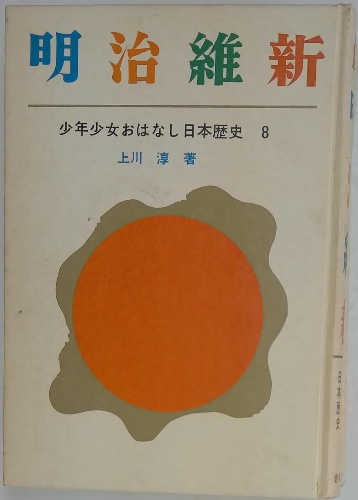 明治維新
少年少女おはなし日本歴史 8
上川 淳 著